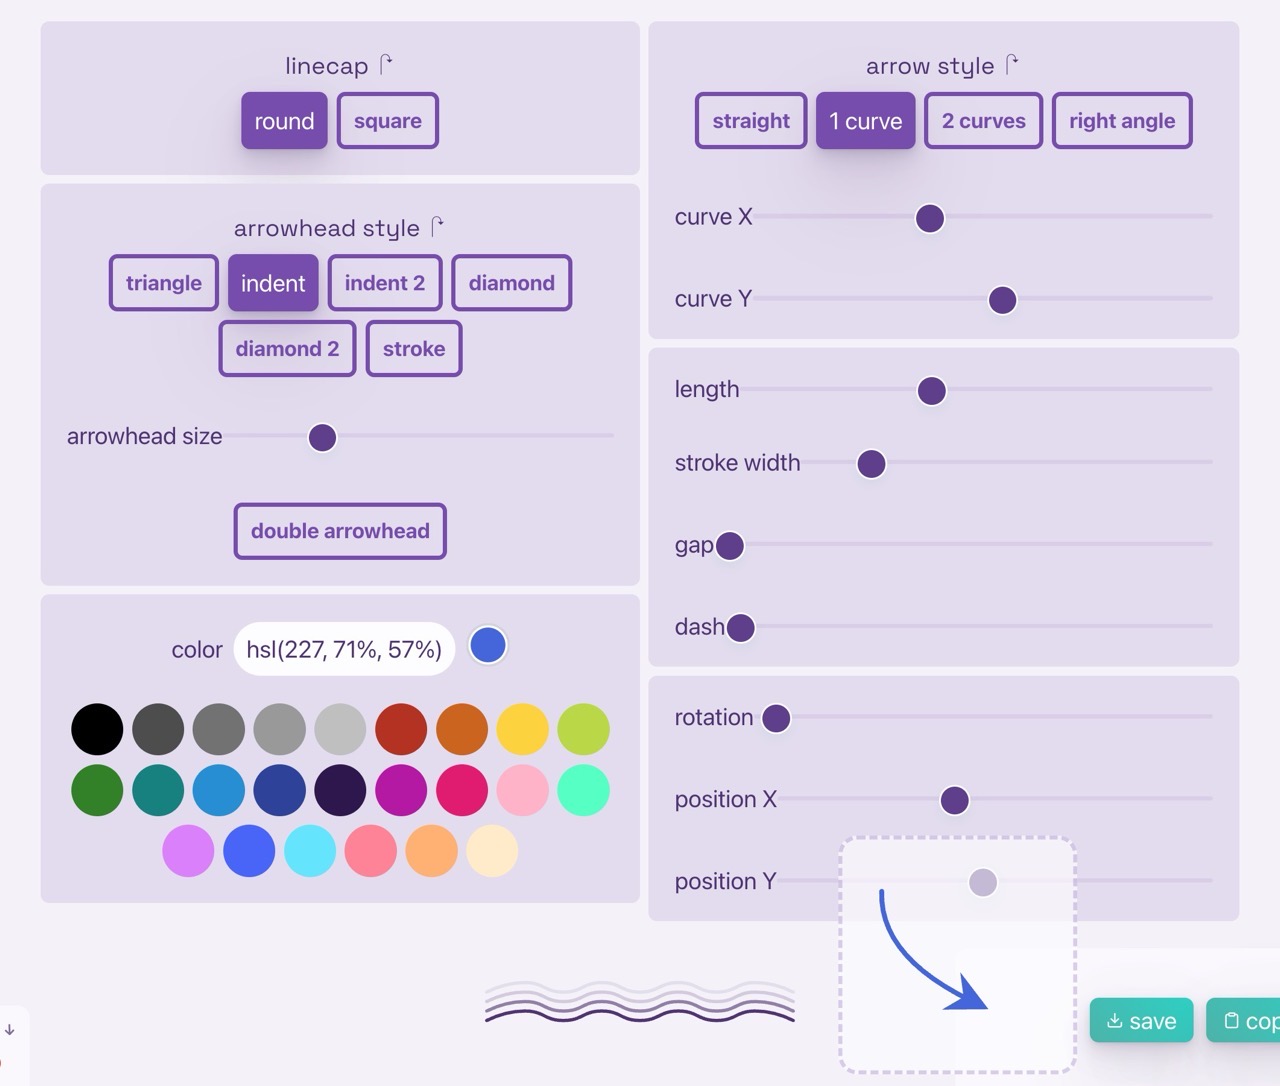 linecap
round square
arrowhead style
triangle indent indent 2 diamond
diamond 2 stroke
arrowhead size
double arrowhead
color hsl(227, 71%, 57%)
arrow style
straight 1 curve 2 curves right angle
curve X
curve Y
length
stroke width
gap
dash
rotation
position X
position Y
save